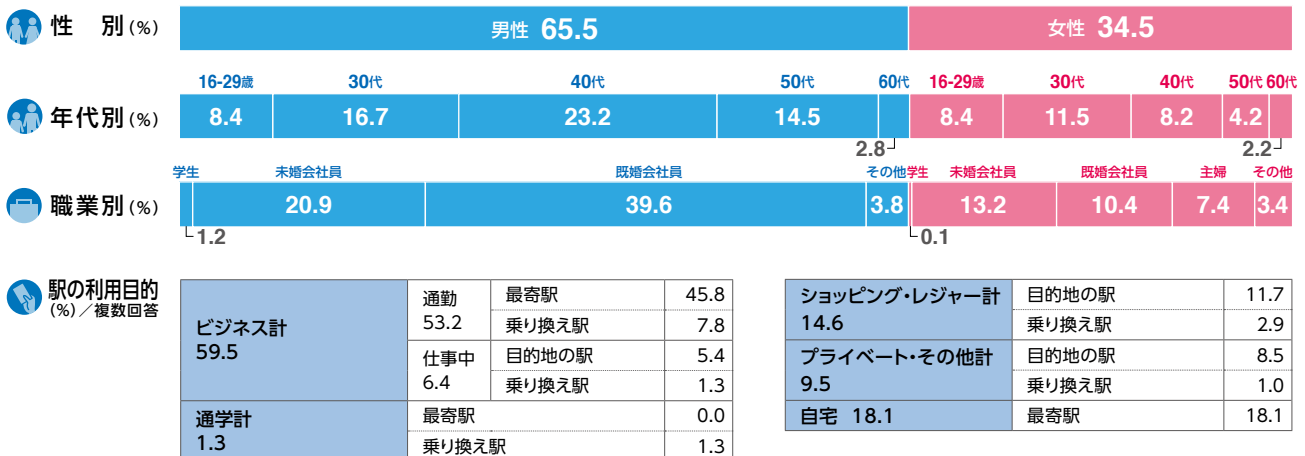 性 別(%)
男性 65.5
女性 34.5
16-29歳 30代 40代 50代 60代 16-29歳 30代 40代 50代 60代
年代別(%)
8.4 16.7 23.2 14.5 8.4 11.5 8.2 4.2
2.8 2.2
学生 未婚会社員 既婚会社員 その他 学生 未婚会社員 既婚会社員 主婦 その他
職業別(%)
20.9 39.6 3.8 13.2 10.4 7.4 3.4
1.2 0.1
駅の利用目的
(%)/複数回答
ビジネス計
59.5
通勤
53.2
最寄駅 45.8
乗り換え駅 7.8
仕事中
6.4
目的地の駅 5.4
乗り換え駅 1.3
通学計
1.3
最寄駅 0.0
乗り換え駅 1.3
ショッピング・レジャー計
14.6
目的地の駅 11.7
乗り換え駅 2.9
プライベート・その他計
9.5
目的地の駅 8.5
乗り換え駅 1.0
自宅 18.1
最寄駅 18.1